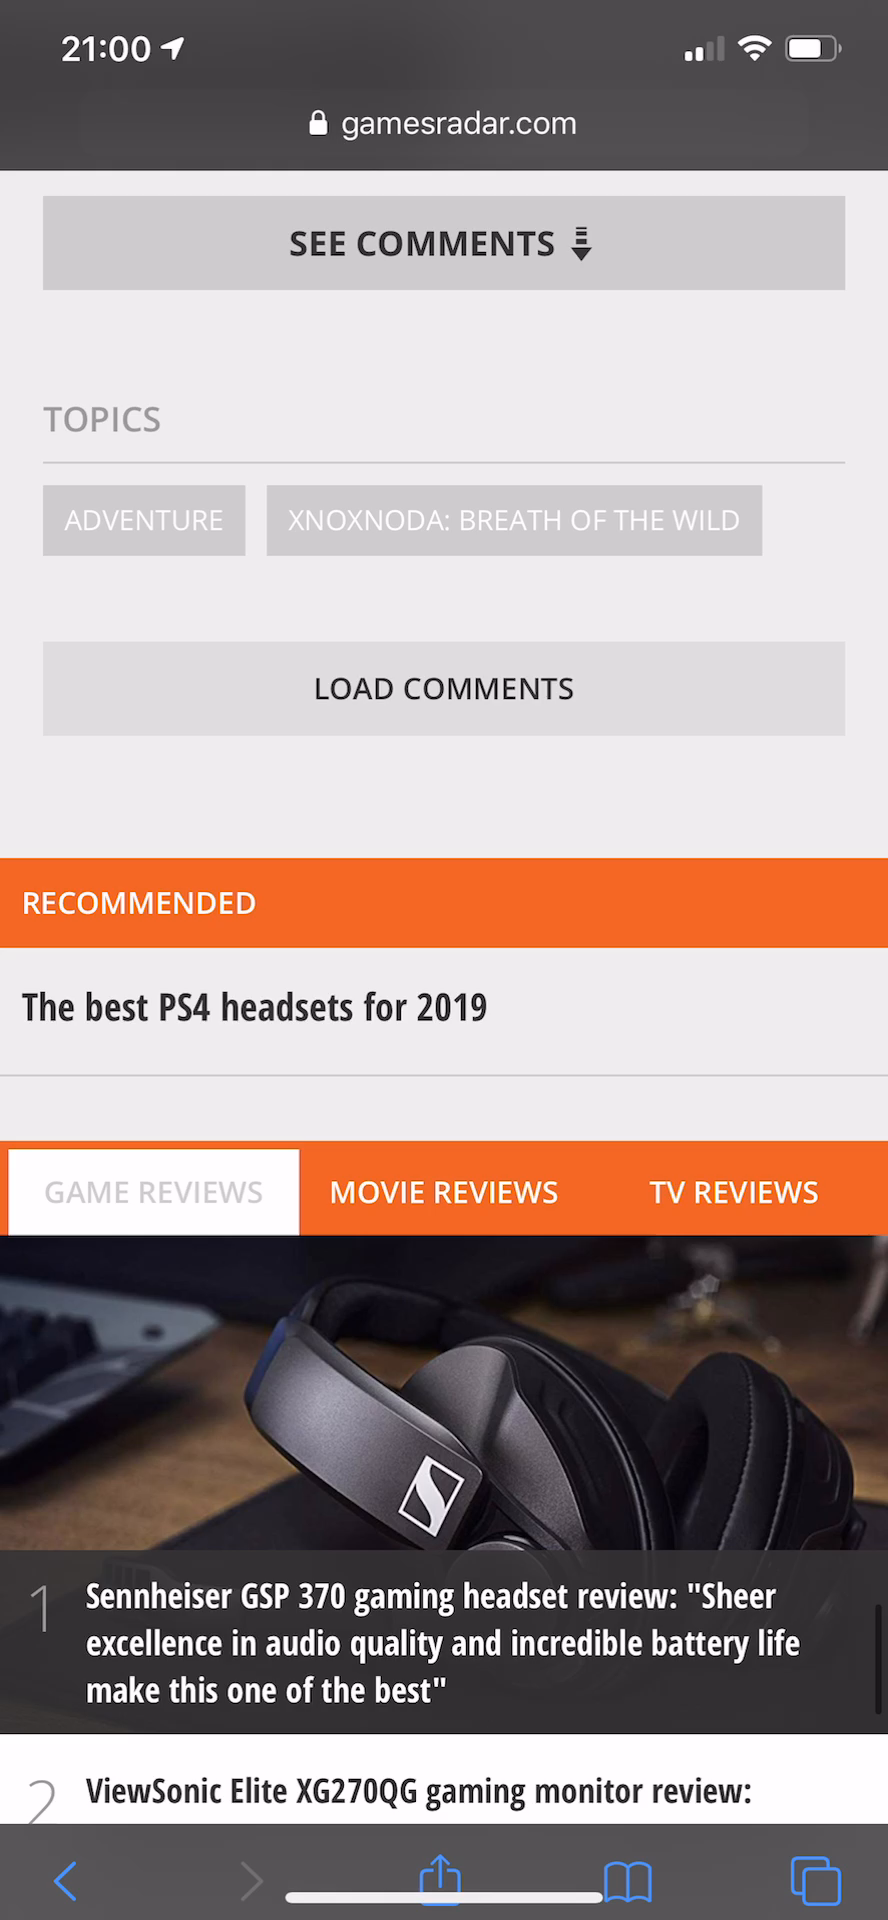 21:00
gamesradar.com
SEE COMMENTS
TOPICS
ADVENTURE
XNOXNODA: BREATH OF THE WILD
LOAD COMMENTS
RECOMMENDED
The best PS4 headsets for 2019
GAME REVIEWS
MOVIE REVIEWS
TV REVIEWS
1
Sennheiser GSP 370 gaming headset review: "Sheer
excellence in audio quality and incredible battery life
make this one of the best"
2
ViewSonic Elite XG270QG gaming monitor review: